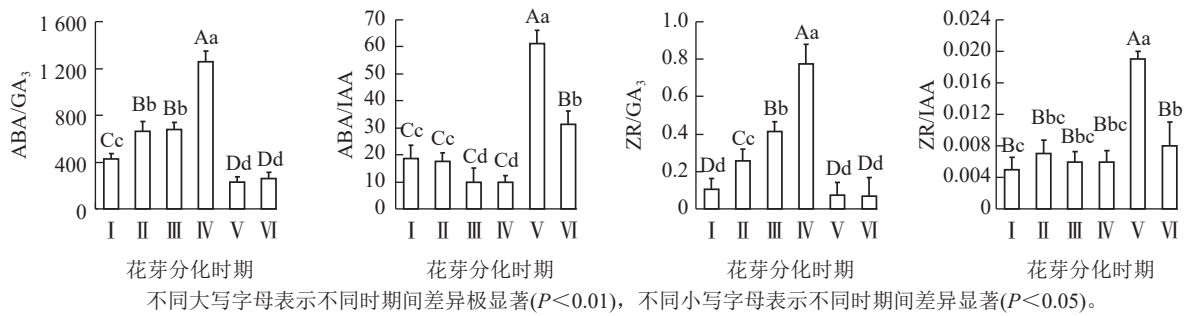 ABA/GA₃
1 600
1 200
800
400
0
Cc
Bb
Bb
Aa
Dd
Dd
Ⅰ Ⅱ Ⅲ Ⅳ Ⅴ Ⅵ
花芽分化时期
ABA/IAA
70
60
50
40
30
20
10
0
Cc
Cc
Cd
Cd
Aa
Bb
Ⅰ Ⅱ Ⅲ Ⅳ Ⅴ Ⅵ
花芽分化时期
ZR/GA₃
1.0
0.8
0.6
0.4
0.2
0
Dd
Cc
Bb
Aa
Dd
Dd
Ⅰ Ⅱ Ⅲ Ⅳ Ⅴ Ⅵ
花芽分化时期
ZR/IAA
0.024
0.020
0.016
0.012
0.008
0.004
0.000
Bc
Bbc
Bbc
Bbc
Aa
Bb
Ⅰ Ⅱ Ⅲ Ⅳ Ⅴ Ⅵ
花芽分化时期
不同大写字母表示不同时期间差异极显著(P＜0.01)，不同小写字母表示不同时期间差异显著(P＜0.05)。